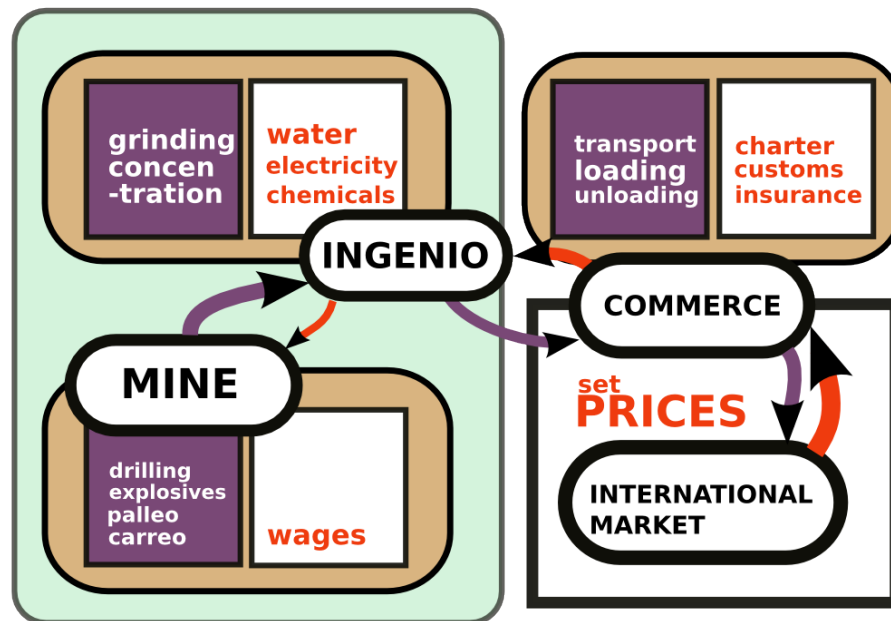 grinding
concen
-tration
water
electricity
chemicals
transport
loading
unloading
charter
customs
insurance
INGENIO
COMMERCE
MINE
set
PRICES
drilling
explosives
palleo
carreo
wages
INTERNATIONAL
MARKET